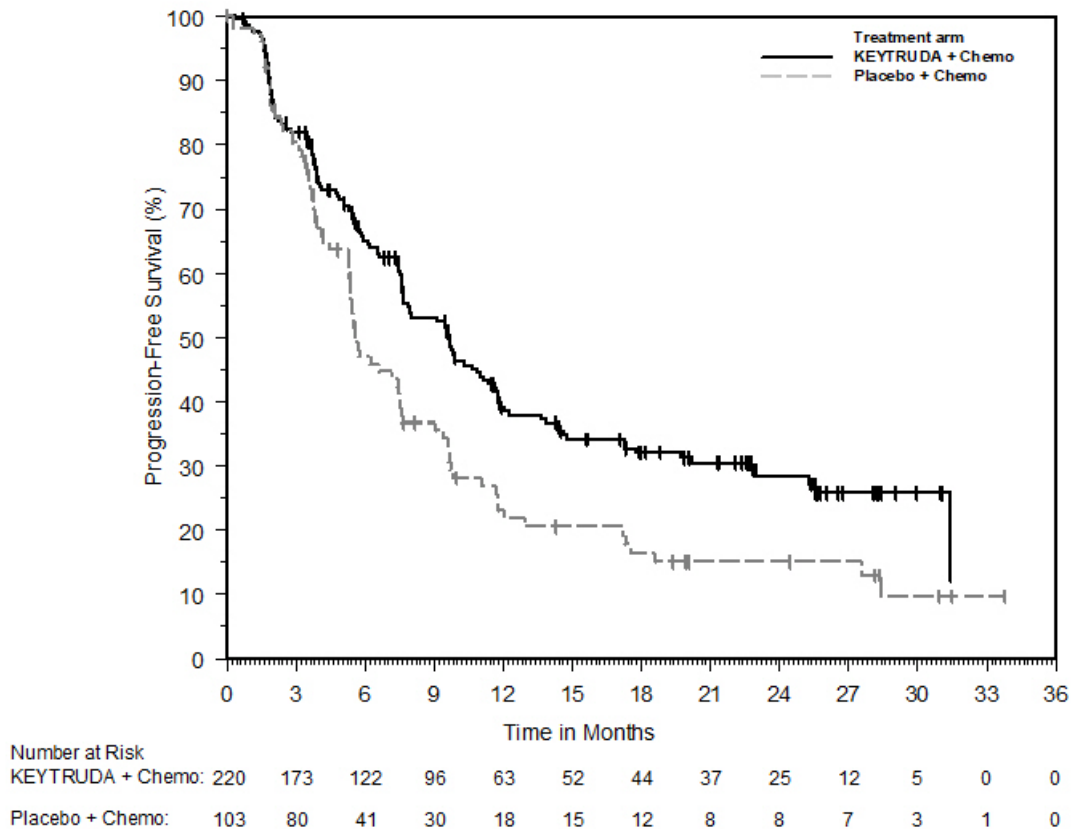 Treatment arm
KEYTRUDA + Chemo
Placebo + Chemo
Progression-Free Survival (%)
100
90
80
70
60
50
40
30
20
10
0
0 3 6 9 12 15 18 21 24 27 30 33 36
Time in Months
Number at Risk
KEYTRUDA + Chemo: 220 173 122 96 63 52 44 37 25 12 5 0 0
Placebo + Chemo: 103 80 41 30 18 15 12 8 8 7 3 1 0